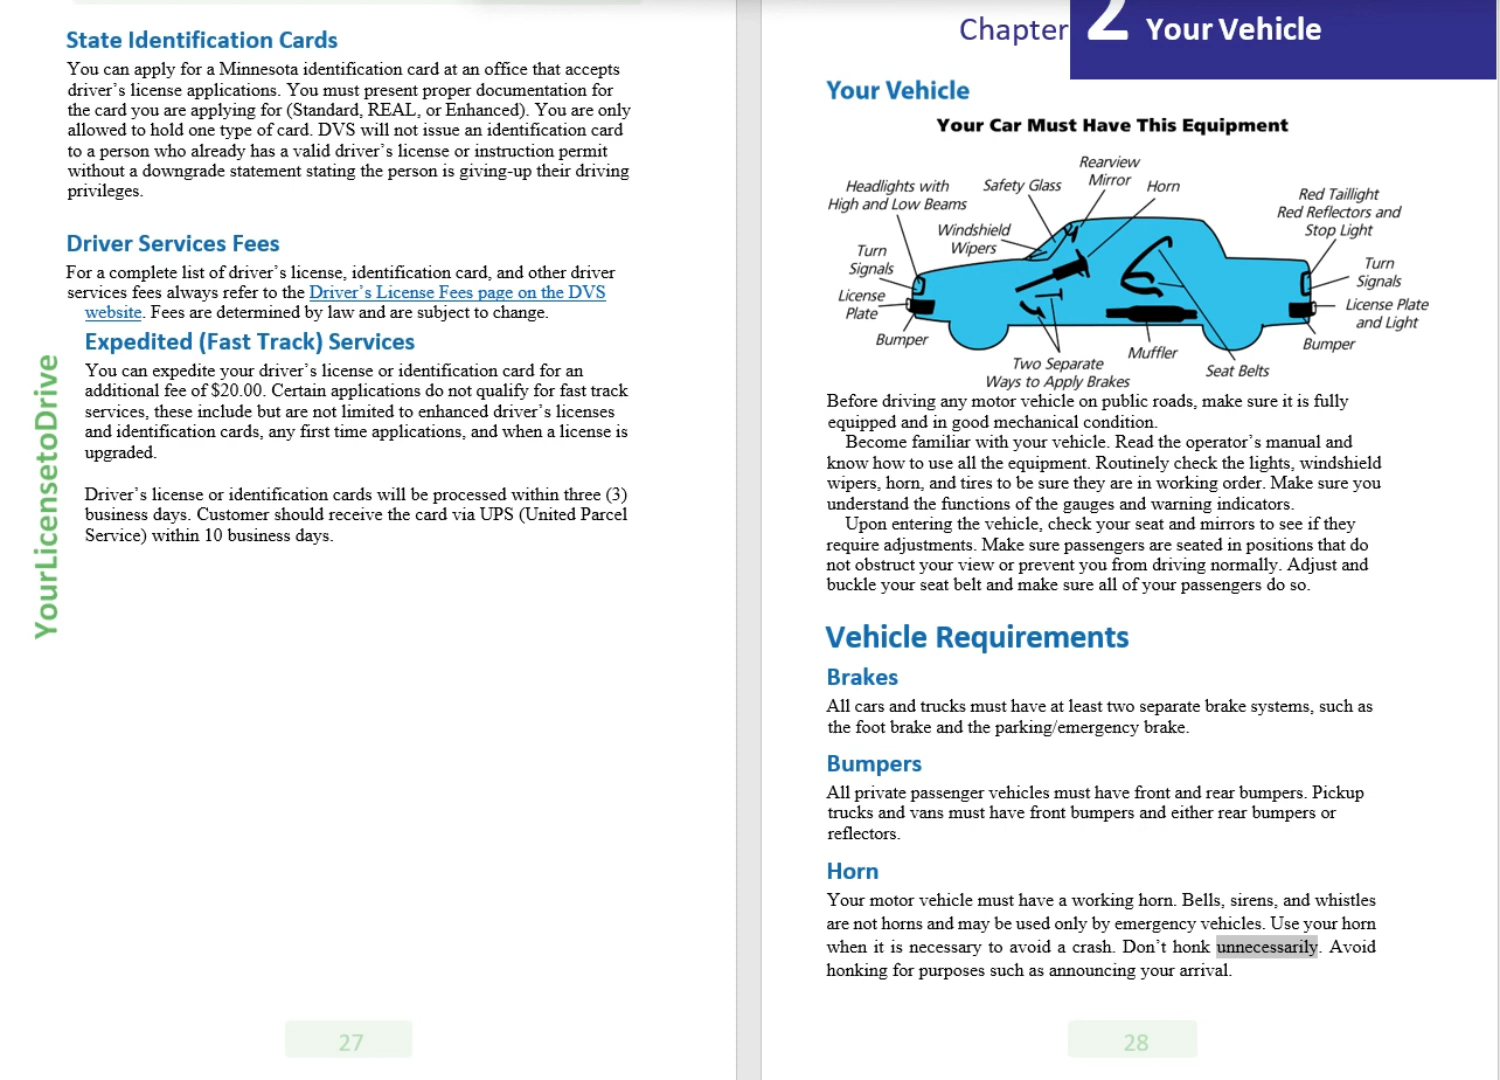 State Identification Cards
You can apply for a Minnesota identification card at an office that accepts
driver's license applications. You must present proper documentation for
the card you are applying for (Standard, REAL, or Enhanced). You are only
allowed to hold one type of card. DVS will not issue an identification card
to a person who already has a valid driver's license or instruction permit
without a downgrade statement stating the person is giving-up their driving
privileges.
Driver Services Fees
For a complete list of driver's license, identification card, and other driver
services fees always refer to the Driver's License Fees page on the DVS
website. Fees are determined by law and are subject to change.
Expedited (Fast Track) Services
You can expedite your driver's license or identification card for an
additional fee of $20.00. Certain applications do not qualify for fast track
services, these include but are not limited to enhanced driver's licenses
and identification cards, any first time applications, and when a license is
upgraded.
Driver's license or identification cards will be processed within three (3)
business days. Customer should receive the card via UPS (United Parcel
Service) within 10 business days.
YourLicensetoDrive
27
Chapter 2 Your Vehicle
Your Vehicle
Your Car Must Have This Equipment
Headlights with
High and Low Beams
Safety Glass
Rearview
Mirror
Horn
Red Taillight
Red Reflectors and
Stop Light
Windshield
Wipers
Turn
Signals
License
Plate
Bumper
Turn
Signals
License Plate
and Light
Bumper
Two Separate
Ways to Apply Brakes
Muffler
Seat Belts
Before driving any motor vehicle on public roads, make sure it is fully
equipped and in good mechanical condition.
Become familiar with your vehicle. Read the operator's manual and
know how to use all the equipment. Routinely check the lights, windshield
wipers, horn, and tires to be sure they are in working order. Make sure you
understand the functions of the gauges and warning indicators.
Upon entering the vehicle, check your seat and mirrors to see if they
require adjustments. Make sure passengers are seated in positions that do
not obstruct your view or prevent you from driving normally. Adjust and
buckle your seat belt and make sure all of your passengers do so.
Vehicle Requirements
Brakes
All cars and trucks must have at least two separate brake systems, such as
the foot brake and the parking/emergency brake.
Bumpers
All private passenger vehicles must have front and rear bumpers. Pickup
trucks and vans must have front bumpers and either rear bumpers or
reflectors.
Horn
Your motor vehicle must have a working horn. Bells, sirens, and whistles
are not horns and may be used only by emergency vehicles. Use your horn
when it is necessary to avoid a crash. Don't honk unnecessarily. Avoid
honking for purposes such as announcing your arrival.
28